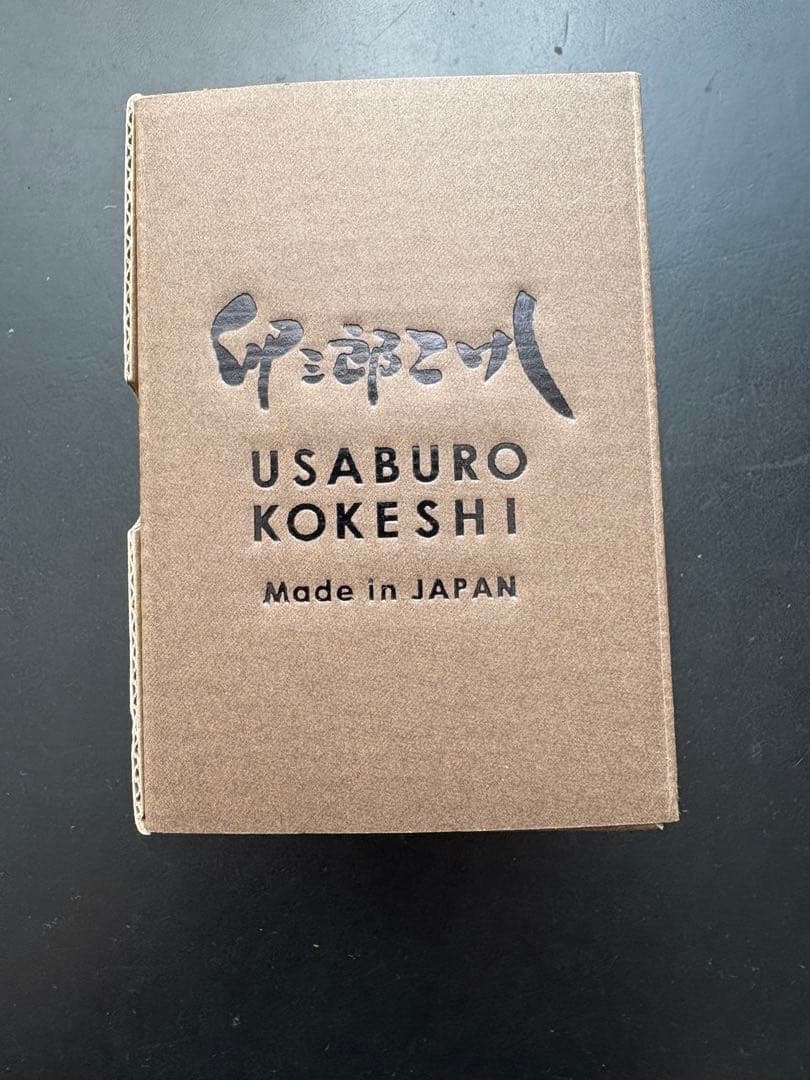 卯三郎こけし
USABURO
KOKESHI
Made in JAPAN